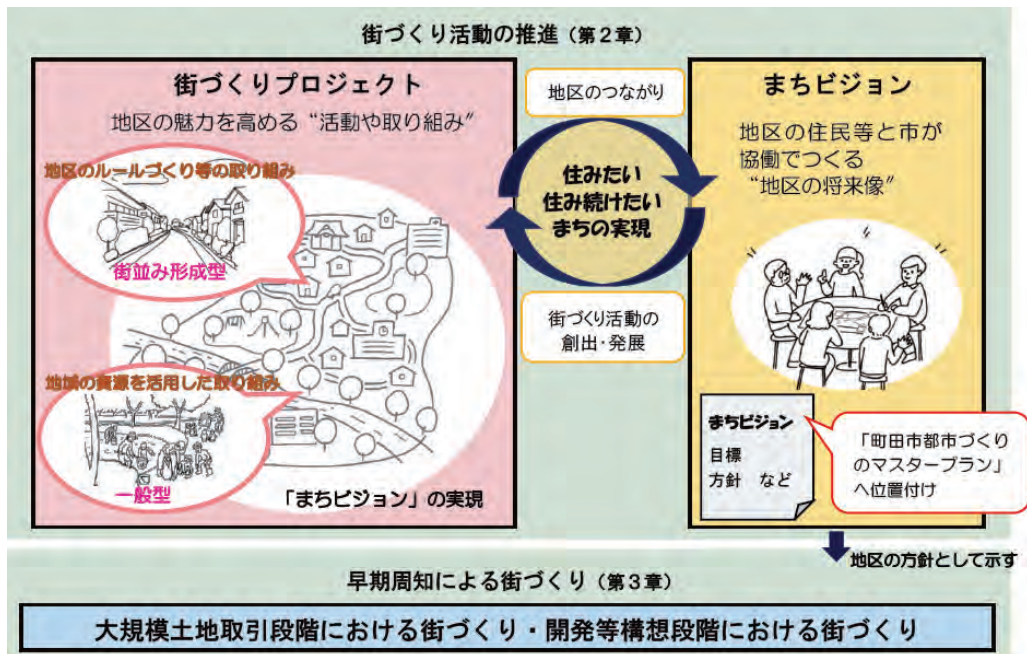 街づくり活動の推進（第２章）
街づくりプロジェクト
地区の魅力を高める“活動や取り組み”
地区のルールづくり等の取り組み
街並み形成型
地域の資源を活用した取り組み
一般型
「まちビジョン」の実現
地区のつながり
住みたい
住み続けたい
まちの実現
街づくり活動の
創出・発展
まちビジョン
地区の住民等と市が
協働でつくる
“地区の将来像”
まちビジョン
目標
方針　など
「町田市都市づくり
のマスタープラン」
へ位置付け
地区の方針として示す
早期周知による街づくり（第３章）
大規模土地取引段階における街づくり・開発等構想段階における街づくり